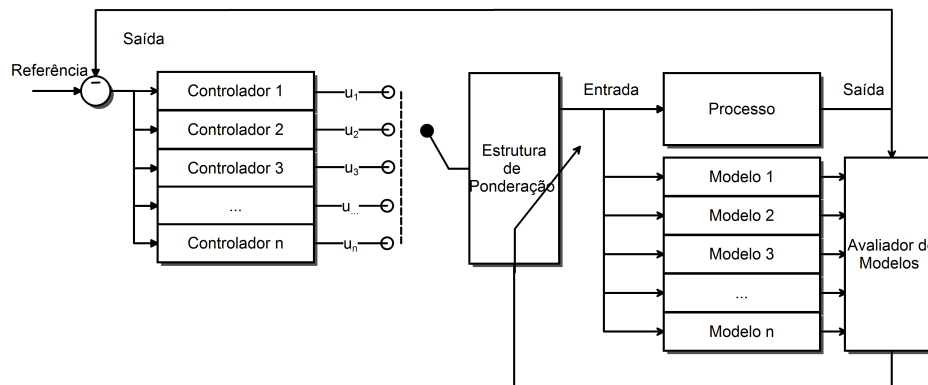 Saída
Referência
Controlador 1
Controlador 2
Controlador 3
...
Controlador n
u1
u2
u3
u...
un
Estrutura
de
Ponderação
Entrada
Processo
Saída
Modelo 1
Modelo 2
Modelo 3
...
Modelo n
Avaliador de
Modelos